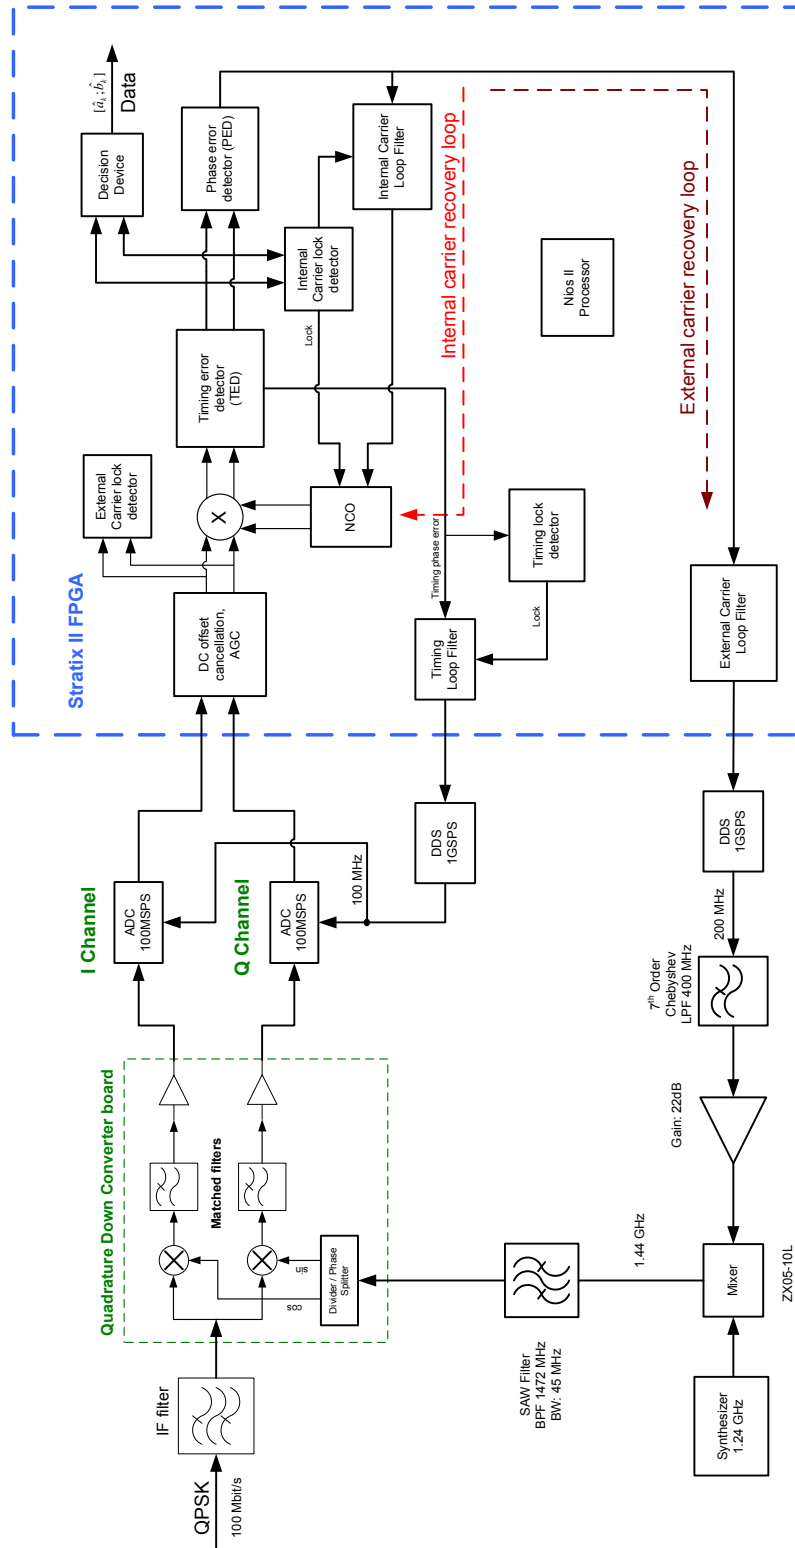 Stratix II FPGA
[â_k ; b̂_k]
Data
Decision
Device
Phase error
detector (PED)
Internal Carrier
Loop Filter
Internal
Carrier lock
detector
Lock
Timing error
detector
(TED)
External
Carrier lock
detector
X
NCO
Internal carrier recovery loop
External carrier recovery loop
Nios II
Processor
DC offset
cancellation,
AGC
Timing phase error
Timing lock
detector
Lock
Timing
Loop Filter
External Carrier
Loop Filter
I Channel
ADC
100MSPS
Q Channel
ADC
100MSPS
100 MHz
DDS
1GSPS
DDS
1GSPS
200 MHz
7th Order
Chebyshev
LPF 400 MHz
Gain: 22dB
Quadrature Down Converter board
Matched filters
cos
sin
Divider / Phase
Splitter
IF filter
QPSK
100 Mbit/s
SAW Filter
BPF 1472 MHz
BW: 45 MHz
1.44 GHz
Mixer
ZX05-10L
Synthesizer
1.24 GHz